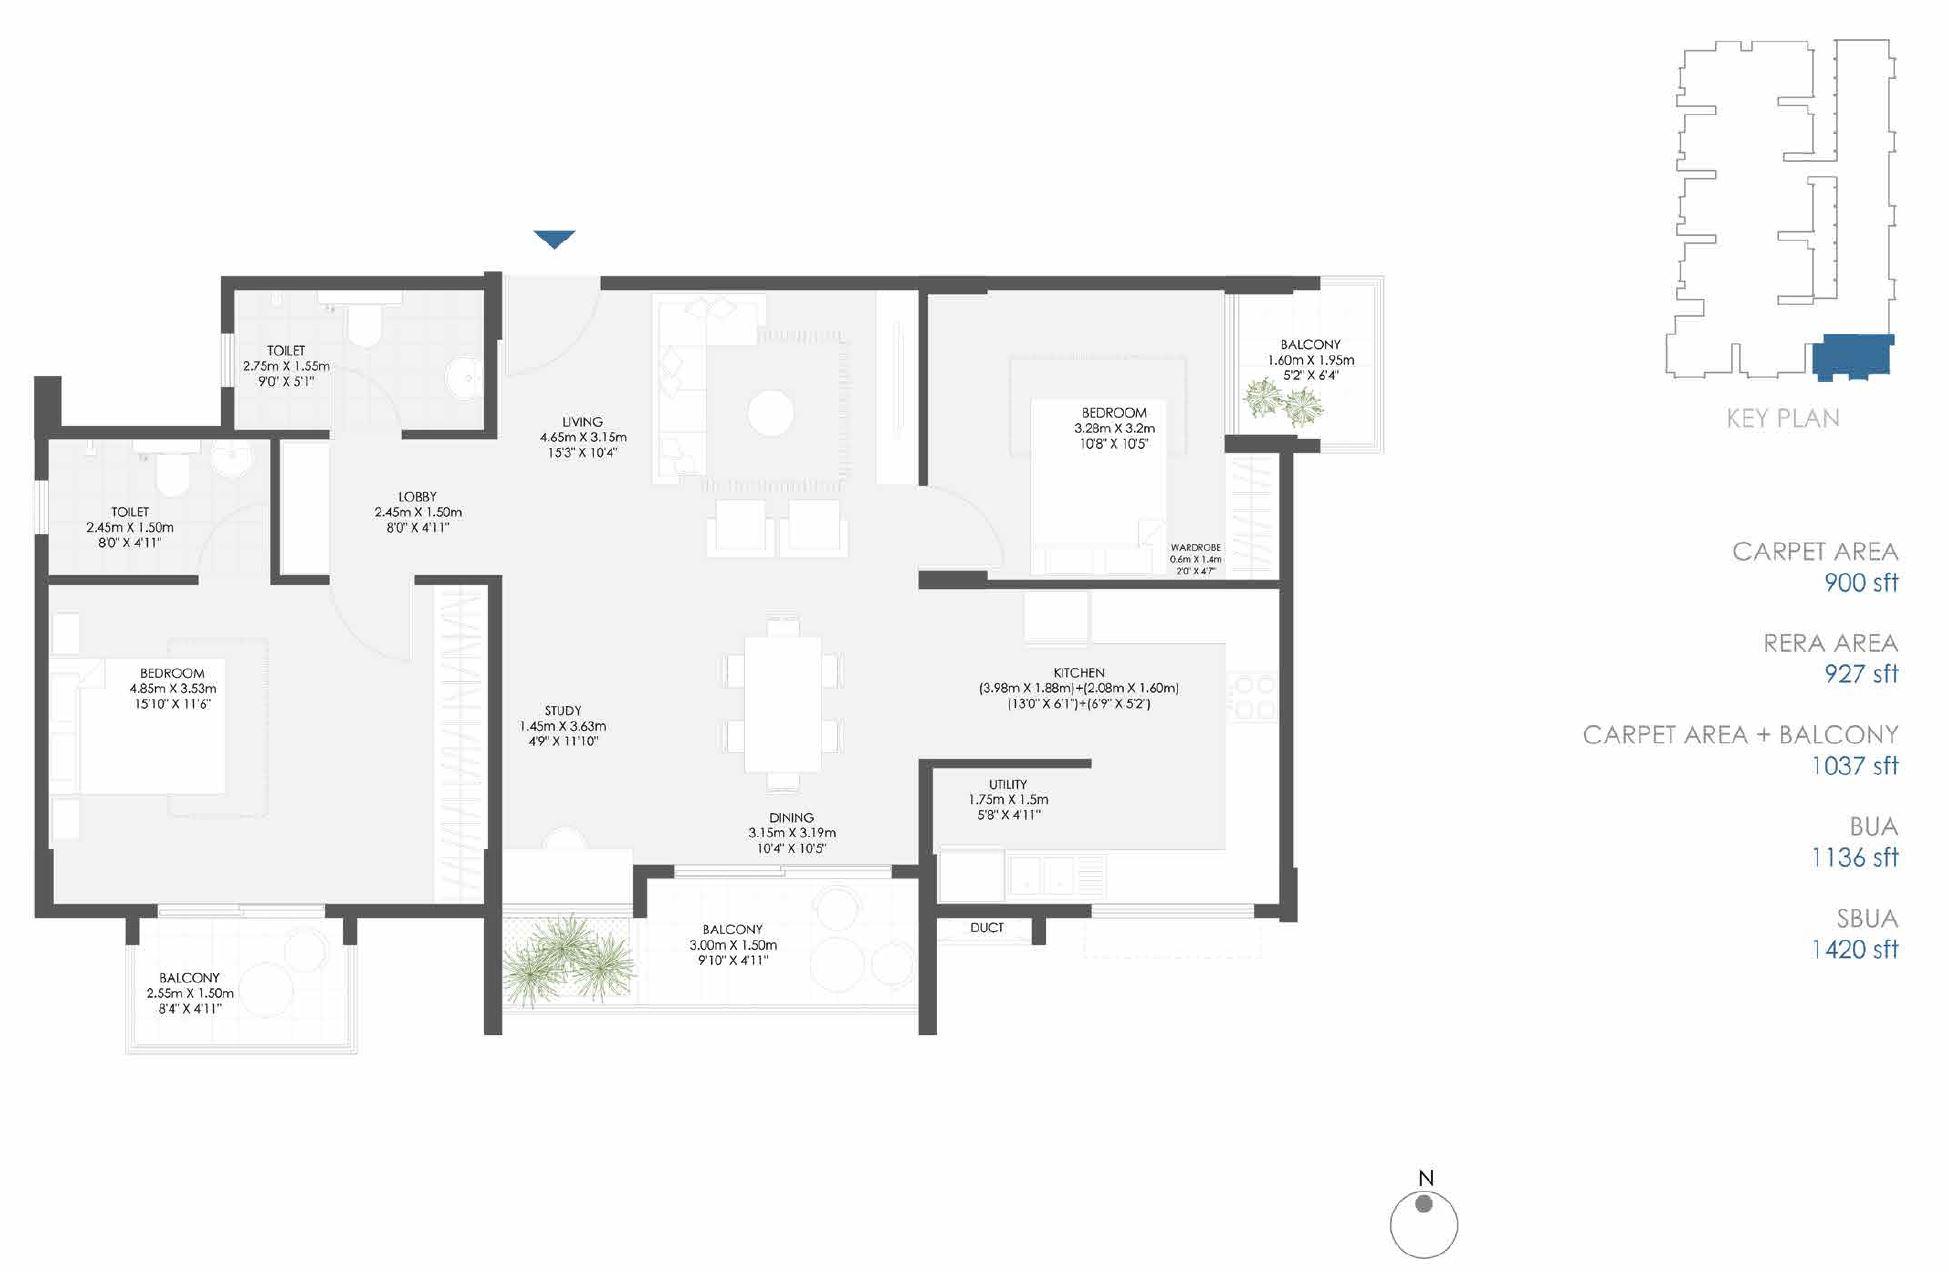 TOILET
2.75m X 1.55m
9'0" X 5'1"
TOILET
2.45m X 1.50m
8'0" X 4'11"
LOBBY
2.45m X 1.50m
8'0" X 4'11"
LIVING
4.65m X 3.15m
15'3" X 10'4"
BEDROOM
3.28m X 3.2m
10'8" X 10'5"
WARDROBE
0.6m X 1.4m
2'0" X 4'7"
BALCONY
1.60m X 1.95m
5'2" X 6'4"
BEDROOM
4.85m X 3.53m
15'10" X 11'6"
STUDY
1.45m X 3.63m
4'9" X 11'10"
DINING
3.15m X 3.19m
10'4" X 10'5"
KITCHEN
(3.98m X 1.88m)+(2.08m X 1.60m)
(13'0" X 6'1")+(6'9" X 5'2")
UTILITY
1.75m X 1.5m
5'8" X 4'11"
BALCONY
2.55m X 1.50m
8'4" X 4'11"
BALCONY
3.00m X 1.50m
9'10" X 4'11"
DUCT
KEY PLAN
CARPET AREA
900 sft
RERA AREA
927 sft
CARPET AREA + BALCONY
1037 sft
BUA
1136 sft
SBUA
1420 sft
N